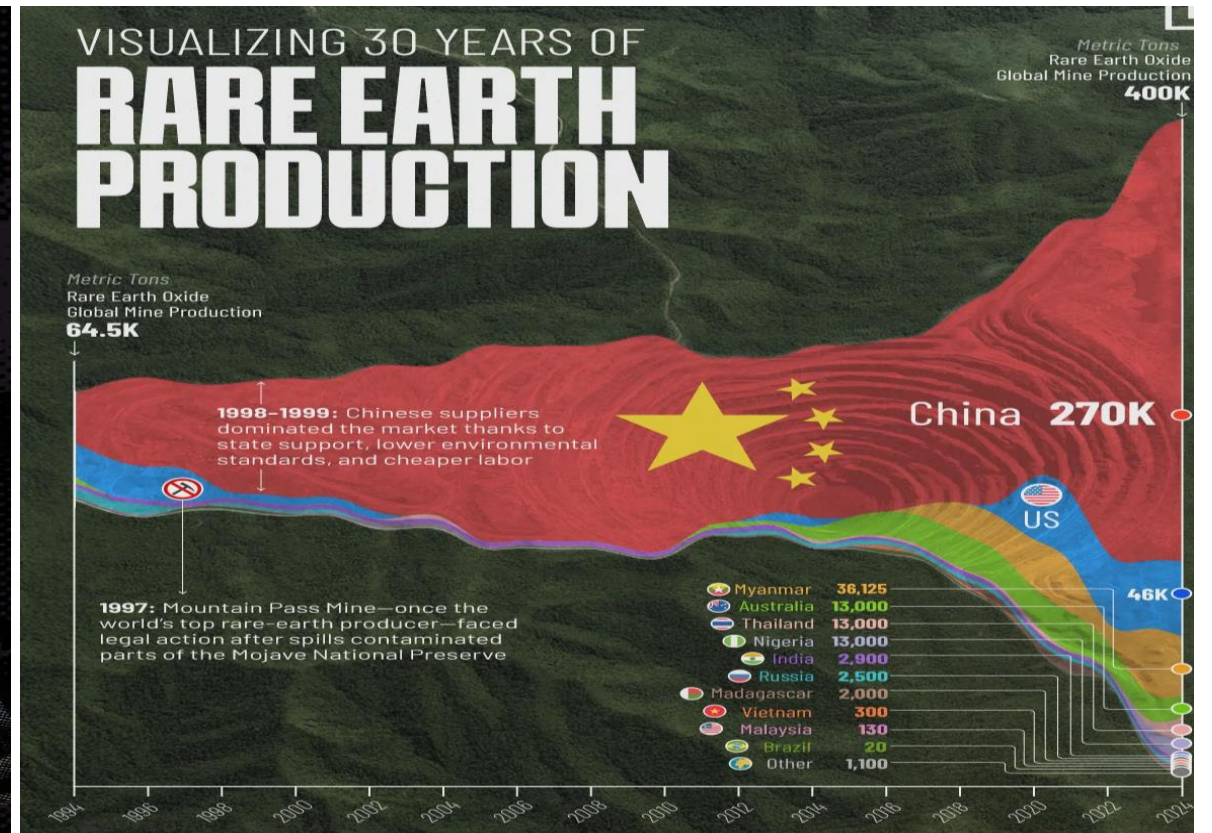 VISUALIZING 30 YEARS OF
RARE EARTH
PRODUCTION
Metric Tons
Rare Earth Oxide
Global Mine Production
400K
Metric Tons
Rare Earth Oxide
Global Mine Production
64.5K
1998-1999: Chinese suppliers
dominated the market thanks to
state support, lower environmental
standards, and cheaper labor
China 270K
US
46K
1997: Mountain Pass Mine—once the
world's top rare-earth producer—faced
legal action after spills contaminated
parts of the Mojave National Preserve
Myanmar 36,125
Australia 13,000
Thailand 13,000
Nigeria 13,000
India 2,900
Russia 2,500
Madagascar 2,000
Vietnam 300
Malaysia 130
Brazil 20
Other 1,100
1994 1996 1998 2000 2002 2004 2006 2008 2010 2012 2014 2016 2018 2020 2022 2024